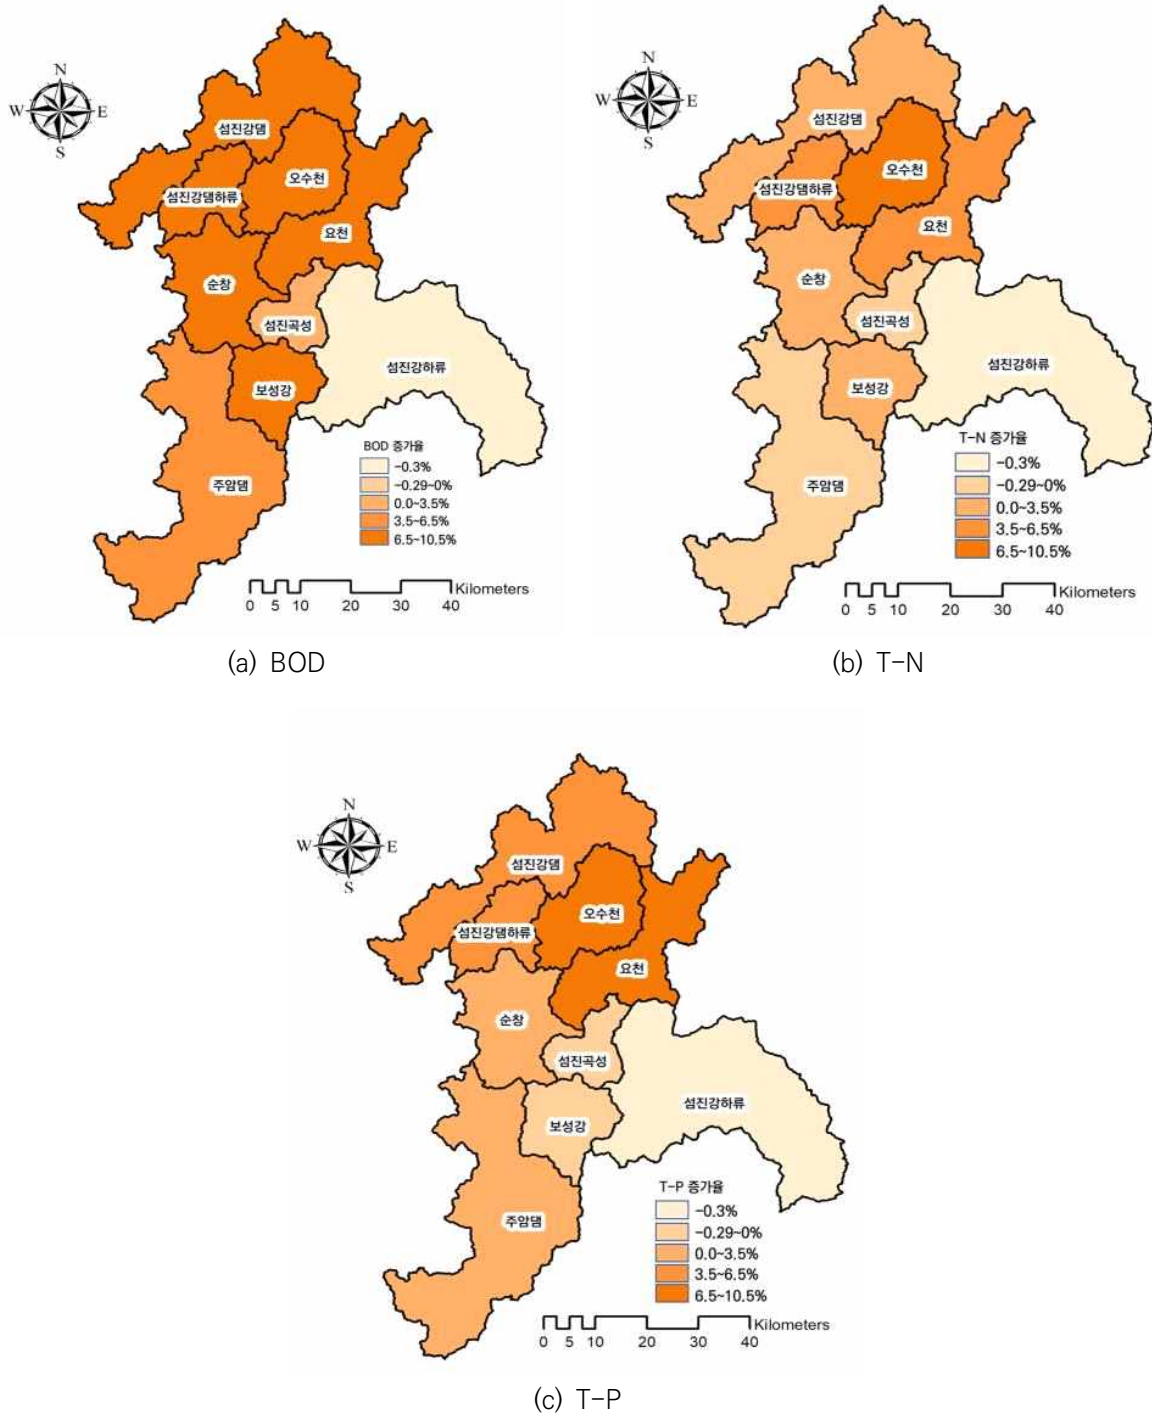 N
W E
S
섬진강댐
오수천
섬진강댐하류
요천
순창
섬진곡성
섬진강하류
보성강
주암댐
BOD 증가율
-0.3%
-0.29~0%
0.0~3.5%
3.5~6.5%
6.5~10.5%
Kilometers
0 5 10 20 30 40
(a) BOD
N
W E
S
섬진강댐
오수천
섬진강댐하류
요천
순창
섬진곡성
섬진강하류
보성강
주암댐
T-N 증가율
-0.3%
-0.29~0%
0.0~3.5%
3.5~6.5%
6.5~10.5%
Kilometers
0 5 10 20 30 40
(b) T-N
N
W E
S
섬진강댐
오수천
섬진강댐하류
요천
순창
섬진곡성
섬진강하류
보성강
주암댐
T-P 증가율
-0.3%
-0.29~0%
0.0~3.5%
3.5~6.5%
6.5~10.5%
Kilometers
0 5 10 20 30 40
(c) T-P